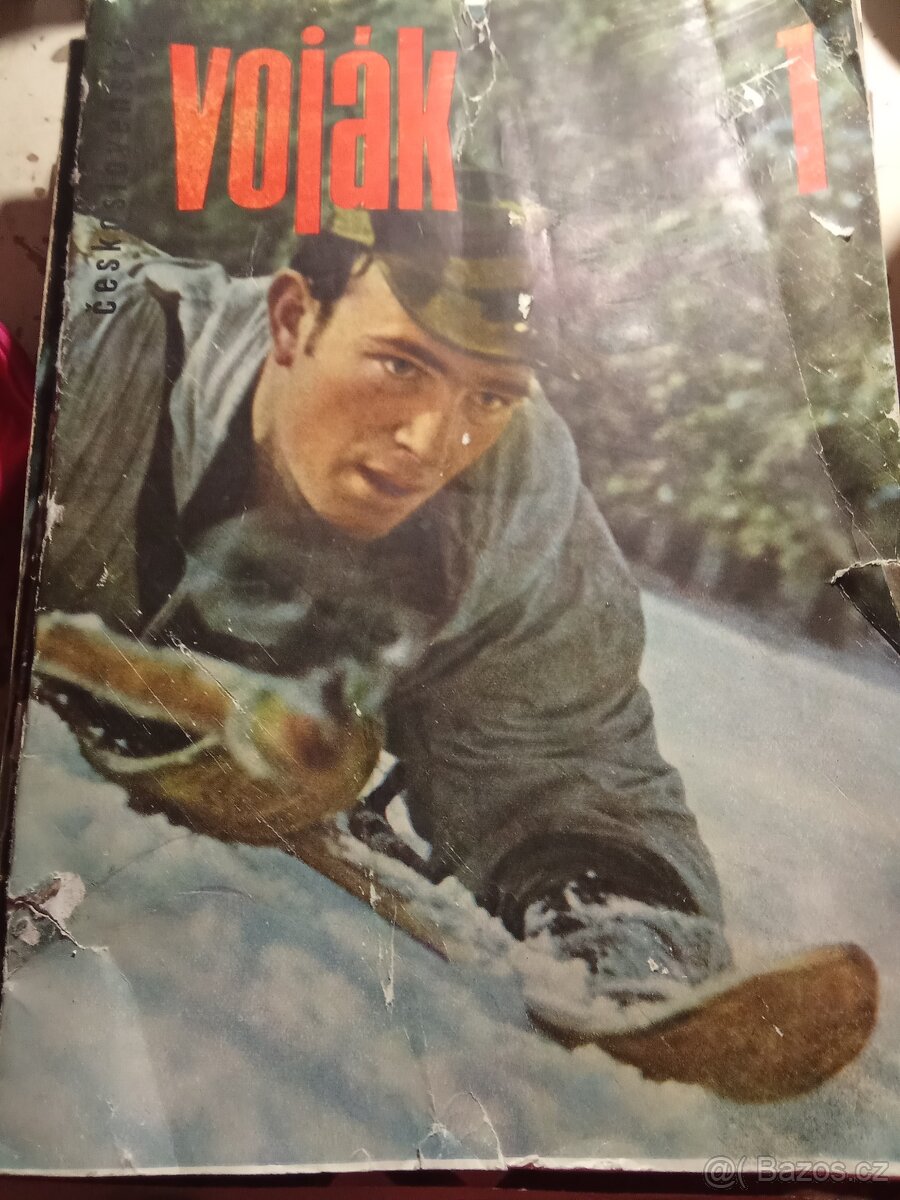 voják
1
československý
@( Bazos.cz